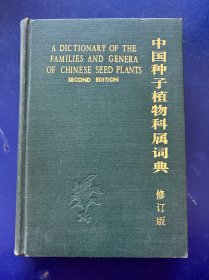 A DICTIONARY OF THE
FAMILIES AND GENERA
OF CHINESE SEED PLANTS
SECOND EDITION
中国种子植物科属词典
修订版